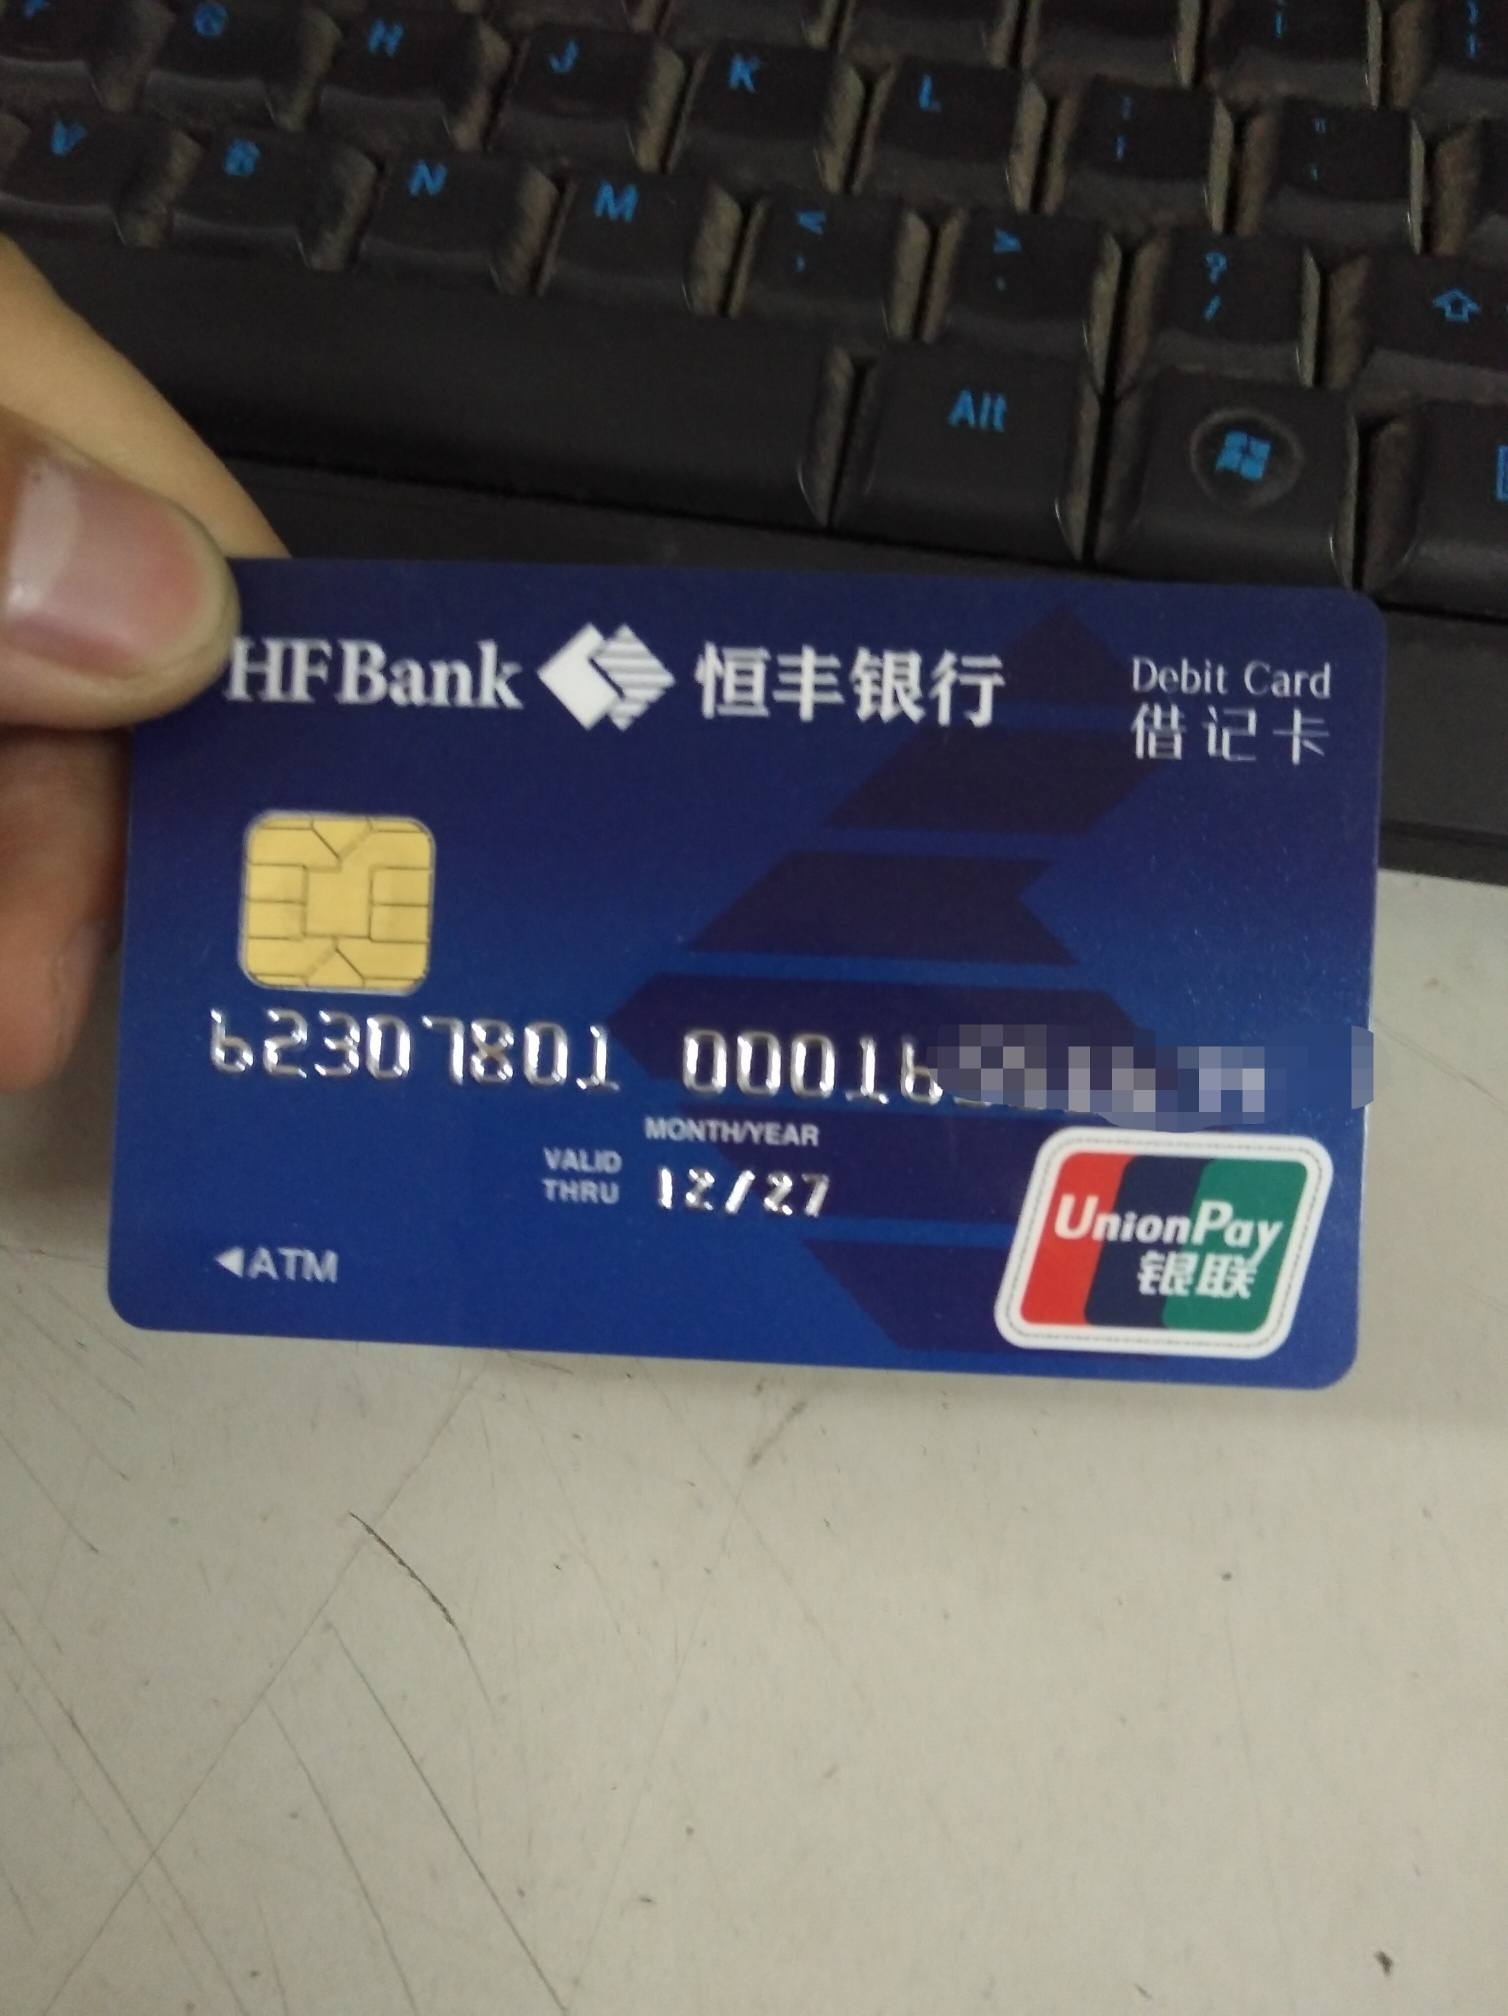 G H J K L
V B N M < , > . ? /
Alt
HFBank 恒丰银行
Debit Card
借记卡
62307801 00016
MONTH/YEAR
VALID THRU 12/27
ATM
UnionPay
银联